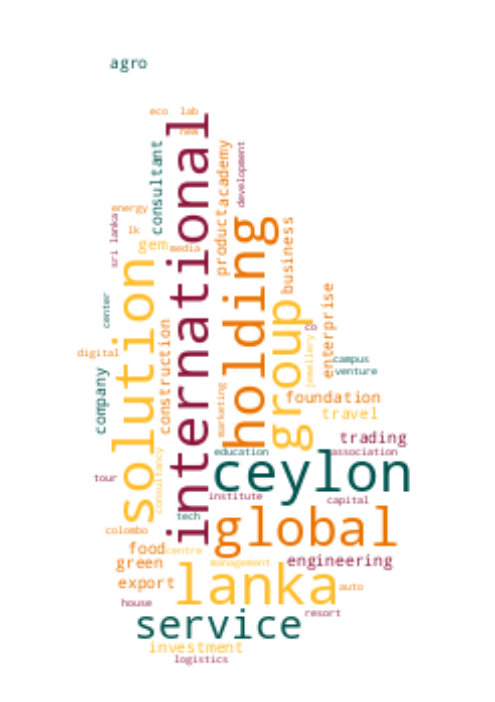 agro
eco
lab
new
international
consultant
academy
development
product
energy
sri lanka
lk
gem
media
holding
business
solution
group
enterprise
center
co
construction
digital
jewellery
campus
venture
company
marketing
foundation
travel
trading
education
association
consultancy
ceylon
tour
institute
capital
tech
global
colombo
food
centre
green
management
engineering
lanka
export
auto
house
service
resort
investment
logistics